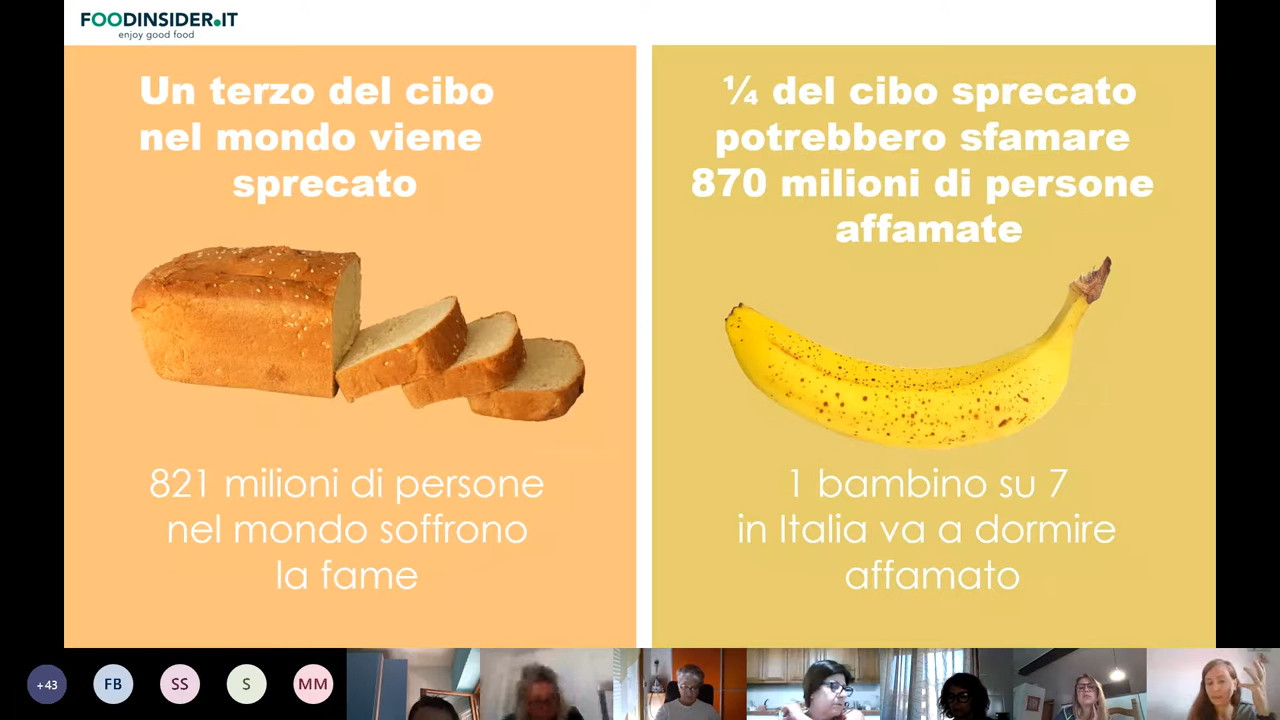 FOODINSIDER.IT
enjoy good food
Un terzo del cibo
nel mondo viene
sprecato
821 milioni di persone
nel mondo soffrono
la fame
¼ del cibo sprecato
potrebbero sfamare
870 milioni di persone
affamate
1 bambino su 7
in Italia va a dormire
affamato
+43
FB
SS
S
MM